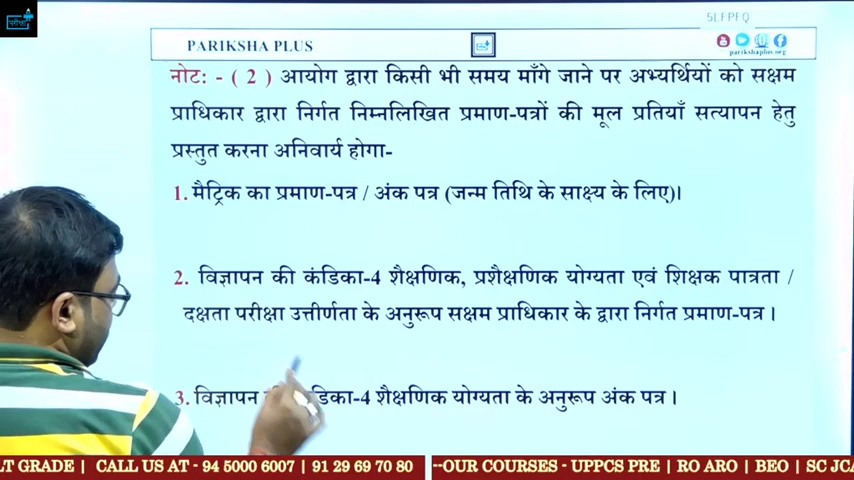 परीक्षा
5LFPFQ
PARIKSHA PLUS
parikshaplus.org
नोट: - ( 2 ) आयोग द्वारा किसी भी समय माँगे जाने पर अभ्यर्थियों को सक्षम
प्राधिकार द्वारा निर्गत निम्नलिखित प्रमाण-पत्रों की मूल प्रतियाँ सत्यापन हेतु
प्रस्तुत करना अनिवार्य होगा-
1. मैट्रिक का प्रमाण-पत्र / अंक पत्र (जन्म तिथि के साक्ष्य के लिए)।
2. विज्ञापन की कंडिका-4 शैक्षणिक, प्रशैक्षणिक योग्यता एवं शिक्षक पात्रता /
दक्षता परीक्षा उत्तीर्णता के अनुरूप सक्षम प्राधिकार के द्वारा निर्गत प्रमाण-पत्र ।
3. विज्ञापन डिका-4 शैक्षणिक योग्यता के अनुरूप अंक पत्र ।
LT GRADE | CALL US AT - 94 5000 6007 | 91 29 69 70 80 --OUR COURSES - UPPCS PRE | RO ARO | BEO | SC JCA